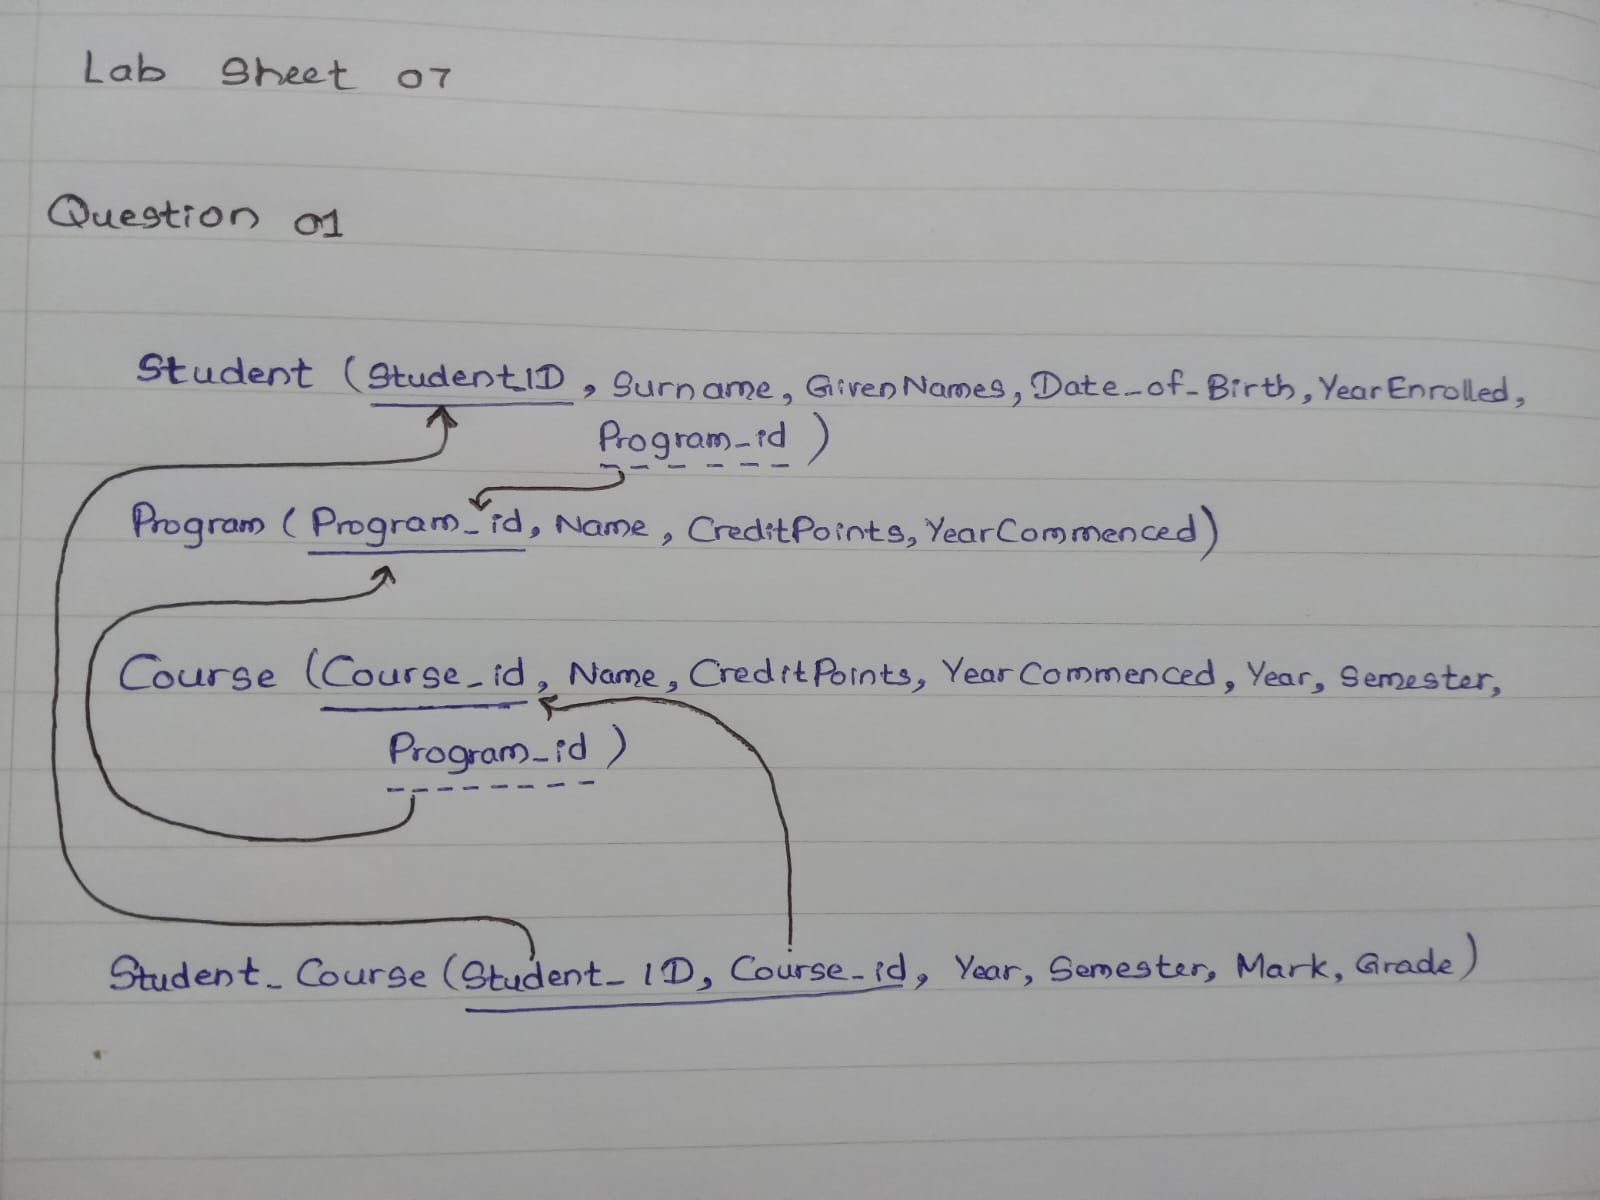 Lab Sheet 07
Question 01
Student (StudentID, Surname, GivenNames, Date_of_Birth, YearEnrolled,
Program_id)
Program (Program_id, Name, CreditPoints, YearCommenced)
Course (Course_id, Name, CreditPoints, YearCommenced, Year, Semester,
Program_id)
Student_Course (Student_ID, Course_id, Year, Semester, Mark, Grade)